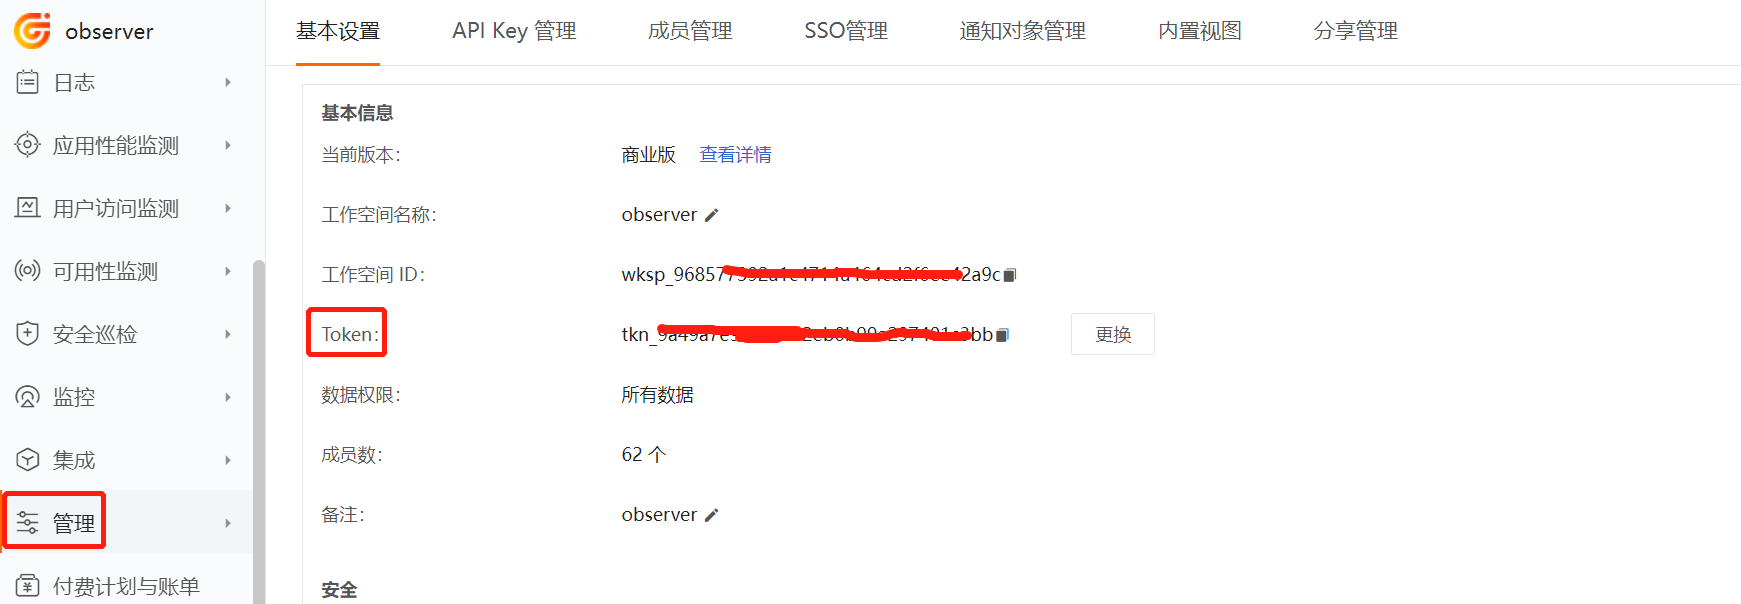 observer
日志
应用性能监测
用户访问监测
可用性监测
安全巡检
监控
集成
管理
付费计划与账单
基本设置 API Key 管理 成员管理 SSO管理 通知对象管理 内置视图 分享管理
基本信息
当前版本: 商业版 查看详情
工作空间名称: observer
工作空间 ID:
Token: 更换
数据权限: 所有数据
成员数: 62 个
备注: observer
安全